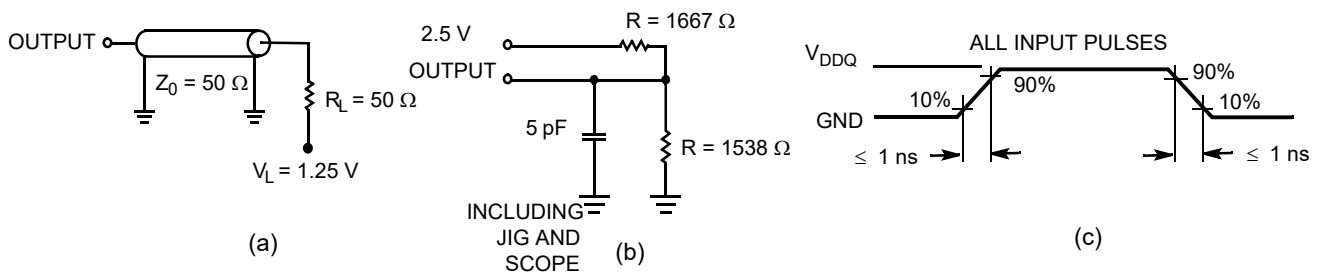 OUTPUT
Z0 = 50 Ω
RL = 50 Ω
VL = 1.25 V
(a)
R = 1667 Ω
2.5 V
OUTPUT
5 pF
R = 1538 Ω
INCLUDING
JIG AND
SCOPE
(b)
ALL INPUT PULSES
VDDQ
GND
10%
90%
90%
10%
≤ 1 ns
≤ 1 ns
(c)